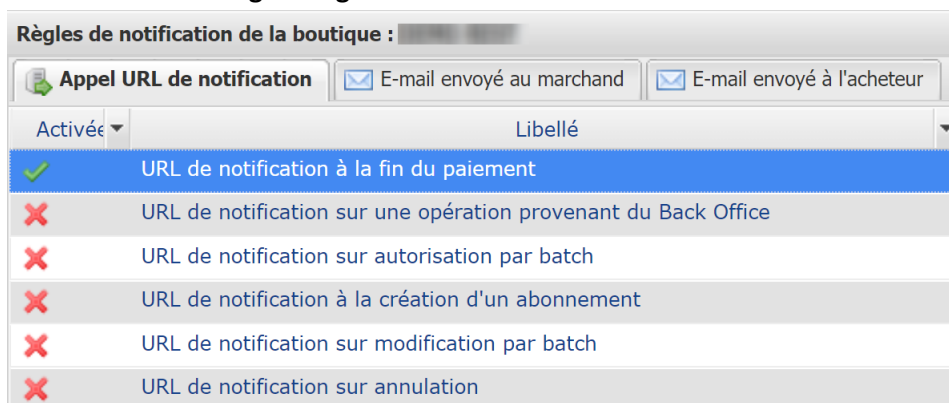 Règles de notification de la boutique :
Appel URL de notification E-mail envoyé au marchand E-mail envoyé à l'acheteur
Activée Libellé
URL de notification à la fin du paiement
URL de notification sur une opération provenant du Back Office
URL de notification sur autorisation par batch
URL de notification à la création d'un abonnement
URL de notification sur modification par batch
URL de notification sur annulation